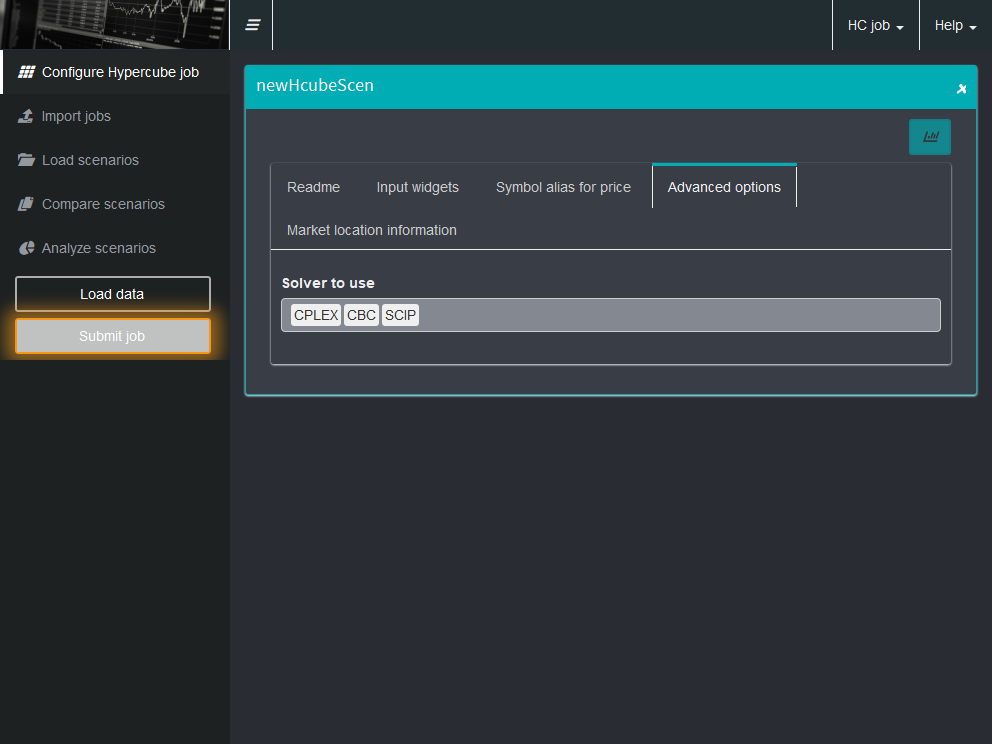 HC job
Help
Configure Hypercube job
Import jobs
Load scenarios
Compare scenarios
Analyze scenarios
Load data
Submit job
newHcubeScen
Readme
Input widgets
Symbol alias for price
Advanced options
Market location information
Solver to use
CPLEX CBC SCIP